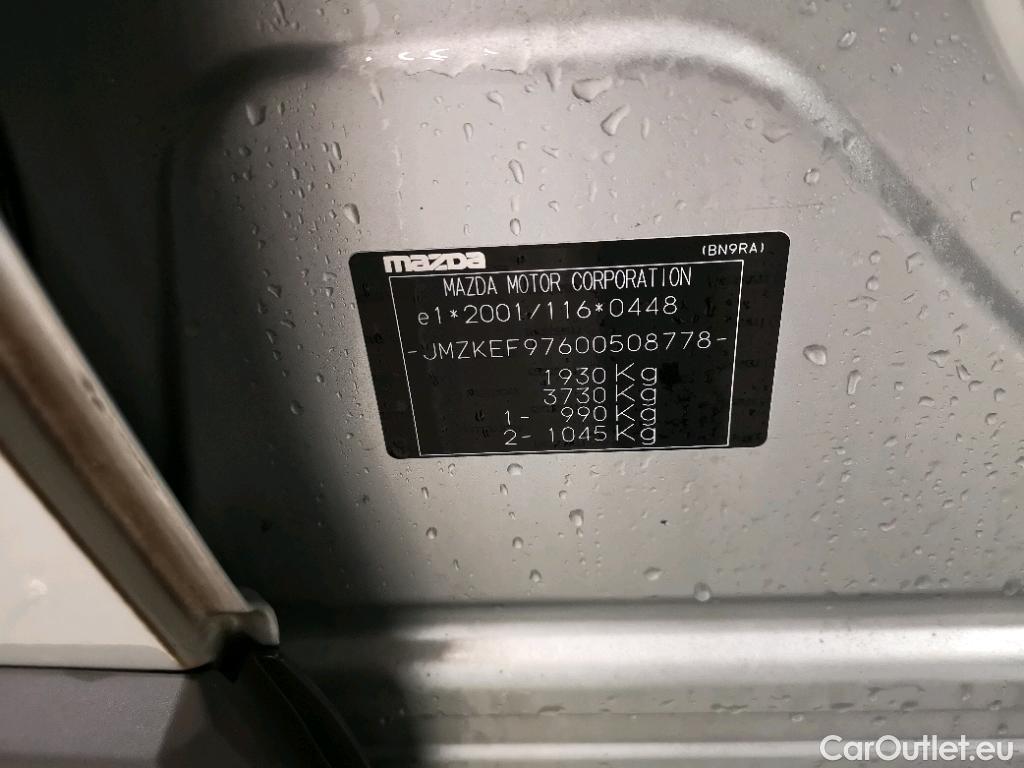 mazda (BN9RA)
MAZDA MOTOR CORPORATION
e1*2001/116*0448
-JMZKEF97600508778-
1930 Kg
3730 Kg
1- 990 Kg
2- 1045 Kg
CarOutlet.eu